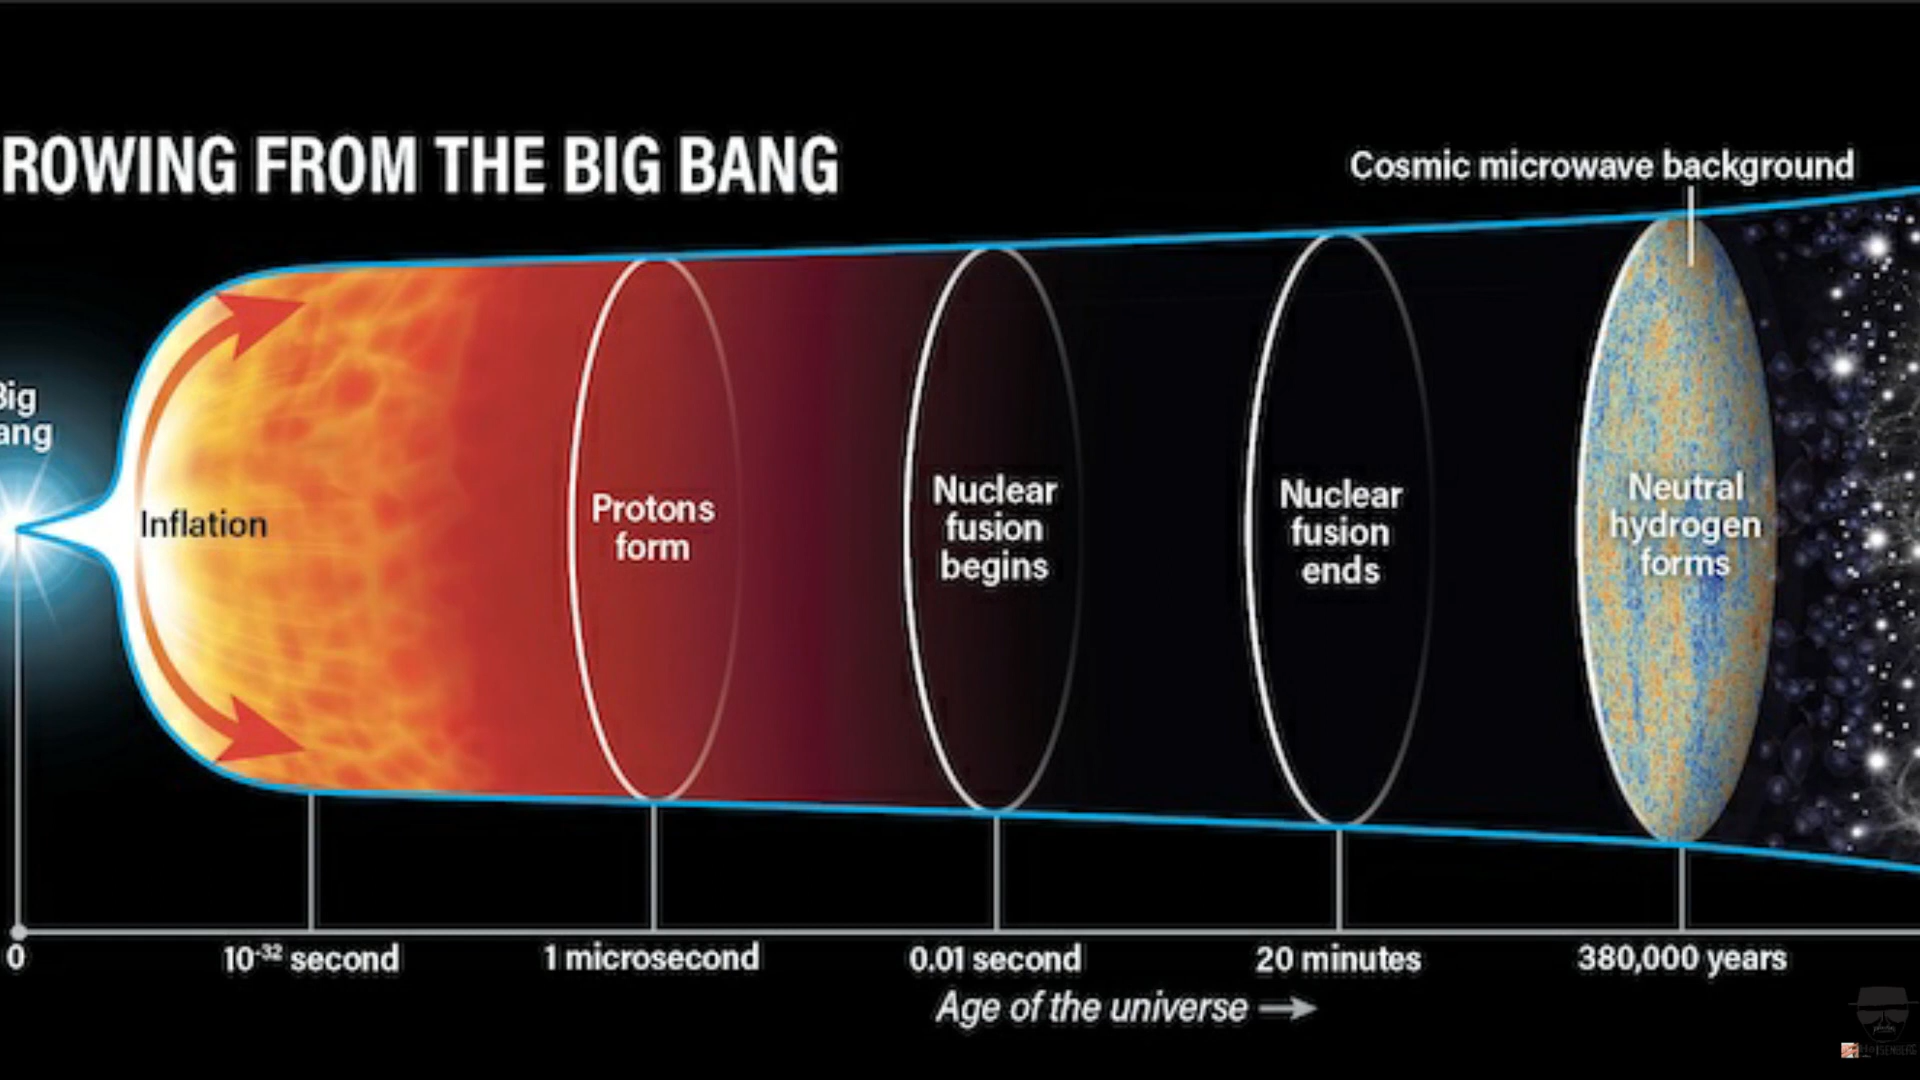 ROWING FROM THE BIG BANG
Cosmic microwave background
Big
ang
Inflation
Protons
form
Nuclear
fusion
begins
Nuclear
fusion
ends
Neutral
hydrogen
forms
0
10⁻³² second
1 microsecond
0.01 second
20 minutes
380,000 years
Age of the universe →